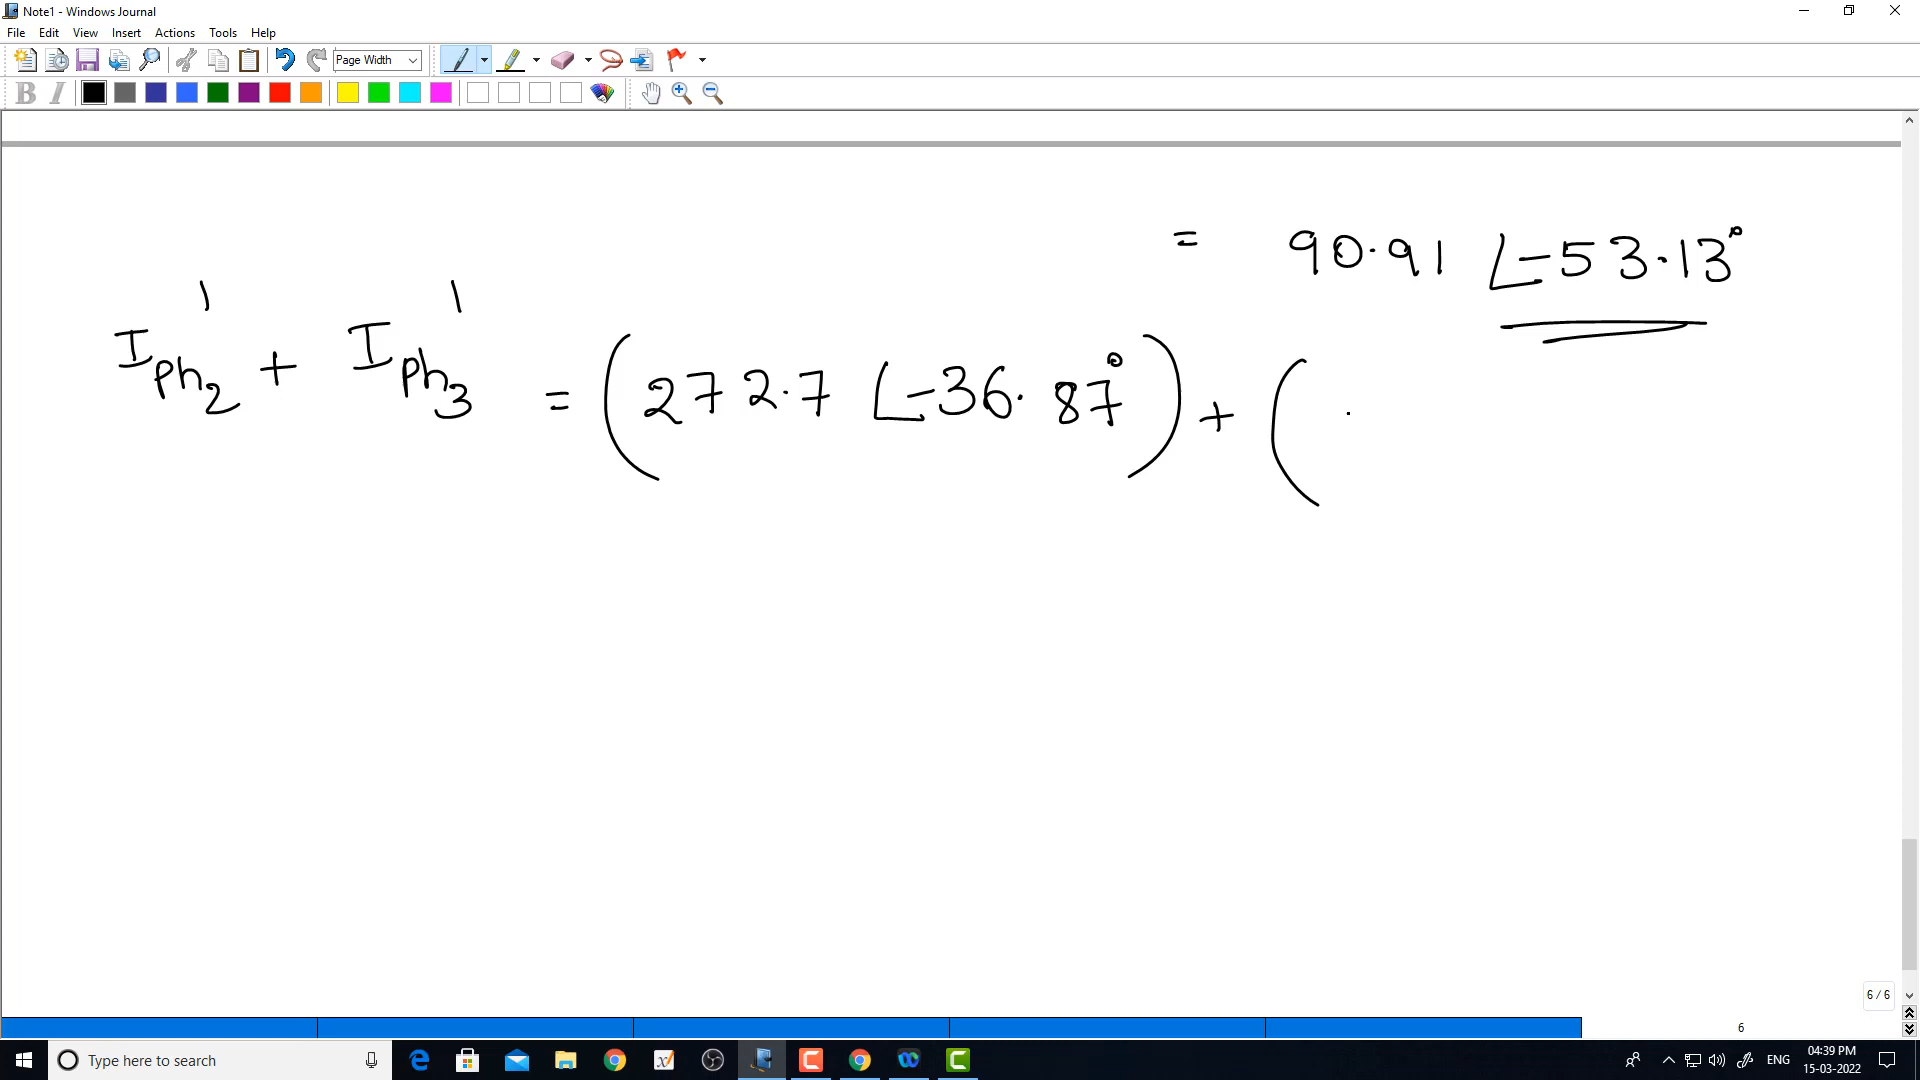 Note1 - Windows Journal
File Edit View Insert Actions Tools Help
Page Width
B I
= 90.91 ∠-53.13°
I'ph2 + I'ph3 = (272.7 ∠-36.87°) + (
6 / 6
6
Type here to search
ENG
04:39 PM
15-03-2022